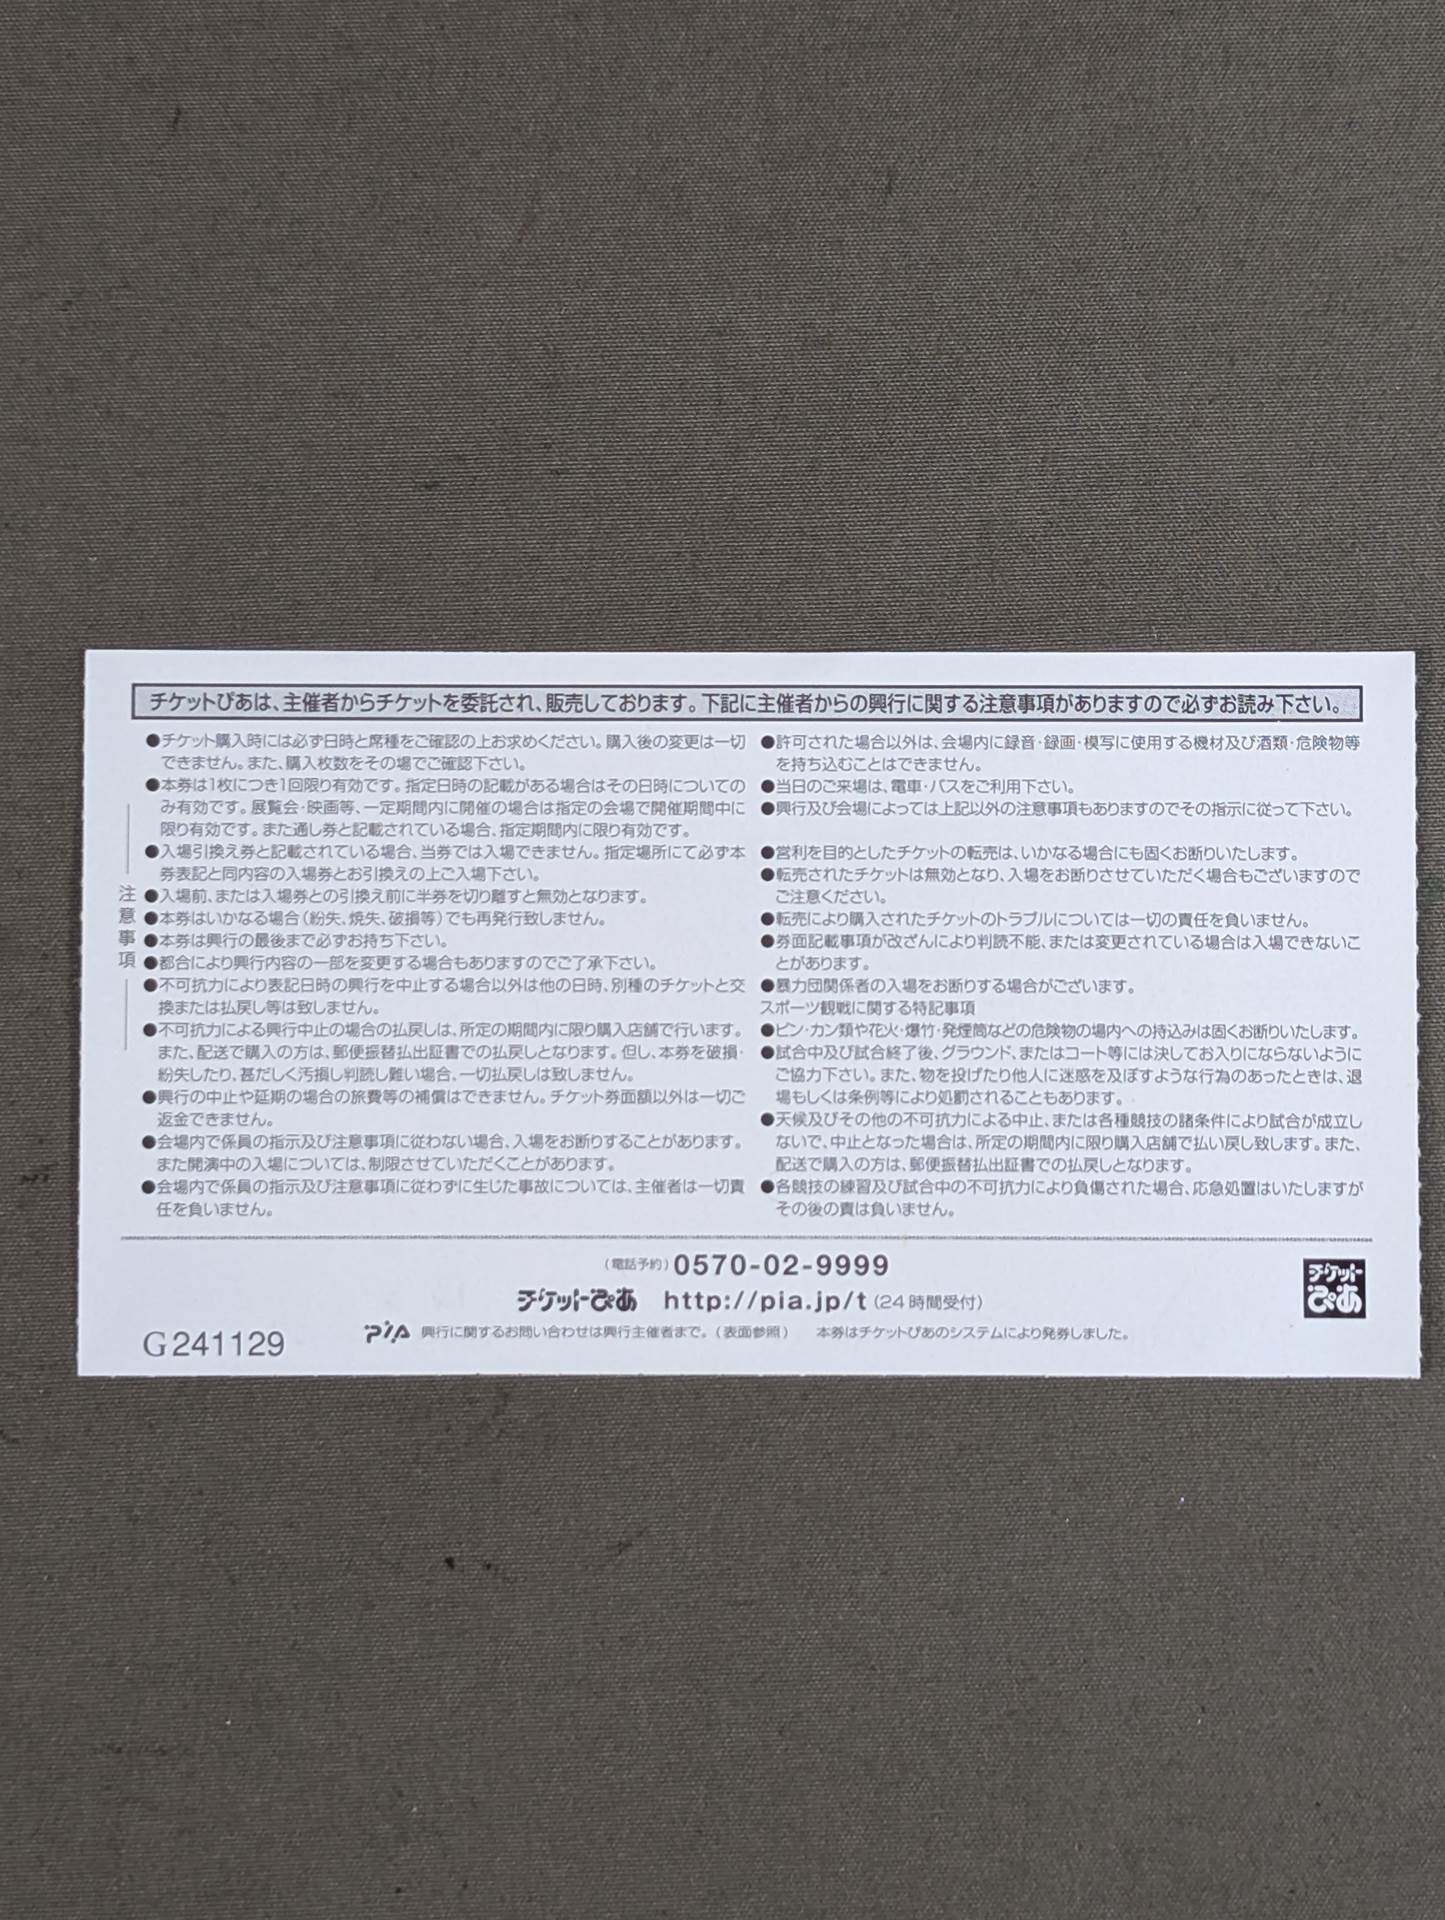 チケットぴあは、主催者からチケットを委託され、販売しております。下記に主催者からの興行に関する注意事項がありますので必ずお読み下さい。
注意事項
●チケット購入時には必ず日時と席種をご確認の上お求めください。購入後の変更は一切
できません。また、購入枚数をその場でご確認下さい。
●本券は1枚につき1回限り有効です。指定日時の記載がある場合はその日時についての
み有効です。展覧会・映画等、一定期間内に開催の場合は指定の会場で開催期間中に
限り有効です。また通し券と記載されている場合、指定期間内に限り有効です。
●入場引換え券と記載されている場合、当券では入場できません。指定場所にて必ず本
券表記と同内容の入場券とお引換えの上ご入場下さい。
●入場前、または入場券との引換え前に半券を切り離すと無効となります。
●本券はいかなる場合(紛失、焼失、破損等)でも再発行致しません。
●本券は興行の最後まで必ずお持ち下さい。
●都合により興行内容の一部を変更する場合もありますのでご了承下さい。
●不可抗力により表記日時の興行を中止する場合以外は他の日時、別種のチケットと交
換または払戻し等は致しません。
●不可抗力による興行中止の場合の払戻しは、所定の期間内に限り購入店舗で行います。
また、配送で購入の方は、郵便振替払出証書での払戻しとなります。但し、本券を破損・
紛失したり、甚だしく汚損し判読し難い場合、一切払戻しは致しません。
●興行の中止や延期の場合の旅費等の補償はできません。チケット券面額以外は一切ご
返金できません。
●会場内で係員の指示及び注意事項に従わない場合、入場をお断りすることがあります。
また開演中の入場については、制限させていただくことがあります。
●会場内で係員の指示及び注意事項に従わずに生じた事故については、主催者は一切責
任を負いません。
●許可された場合以外は、会場内に録音・録画・模写に使用する機材及び酒類・危険物等
を持ち込むことはできません。
●当日のご来場は、電車・バスをご利用下さい。
●興行及び会場によっては上記以外の注意事項もありますのでその指示に従って下さい。
●営利を目的としたチケットの転売は、いかなる場合にも固くお断りいたします。
●転売されたチケットは無効となり、入場をお断りさせていただく場合もございますので
ご注意ください。
●転売により購入されたチケットのトラブルについては一切の責任を負いません。
●券面記載事項が改ざんにより判読不能、または変更されている場合は入場できないこ
とがあります。
●暴力団関係者の入場をお断りする場合がございます。
スポーツ観戦に関する特記事項
●ビン・カン類や花火・爆竹・発煙筒などの危険物の場内への持込みは固くお断りいたします。
●試合中及び試合終了後、グラウンド、またはコート等には決してお入りにならないように
ご協力下さい。また、物を投げたり他人に迷惑を及ぼすような行為のあったときは、退
場もしくは条例等により処罰されることもあります。
●天候及びその他の不可抗力による中止、または各種競技の諸条件により試合が成立し
ないで、中止となった場合は、所定の期間内に限り購入店舗で払い戻し致します。また、
配送で購入の方は、郵便振替払出証書での払戻しとなります。
●各競技の練習及び試合中の不可抗力により負傷された場合、応急処置はいたしますが
その後の責は負いません。
(電話予約) 0570-02-9999
チケットぴあ http://pia.jp/t (24時間受付)
PIA 興行に関するお問い合わせは興行主催者まで。(表面参照) 本券はチケットぴあのシステムにより発券しました。
G241129
チケット
ぴあ